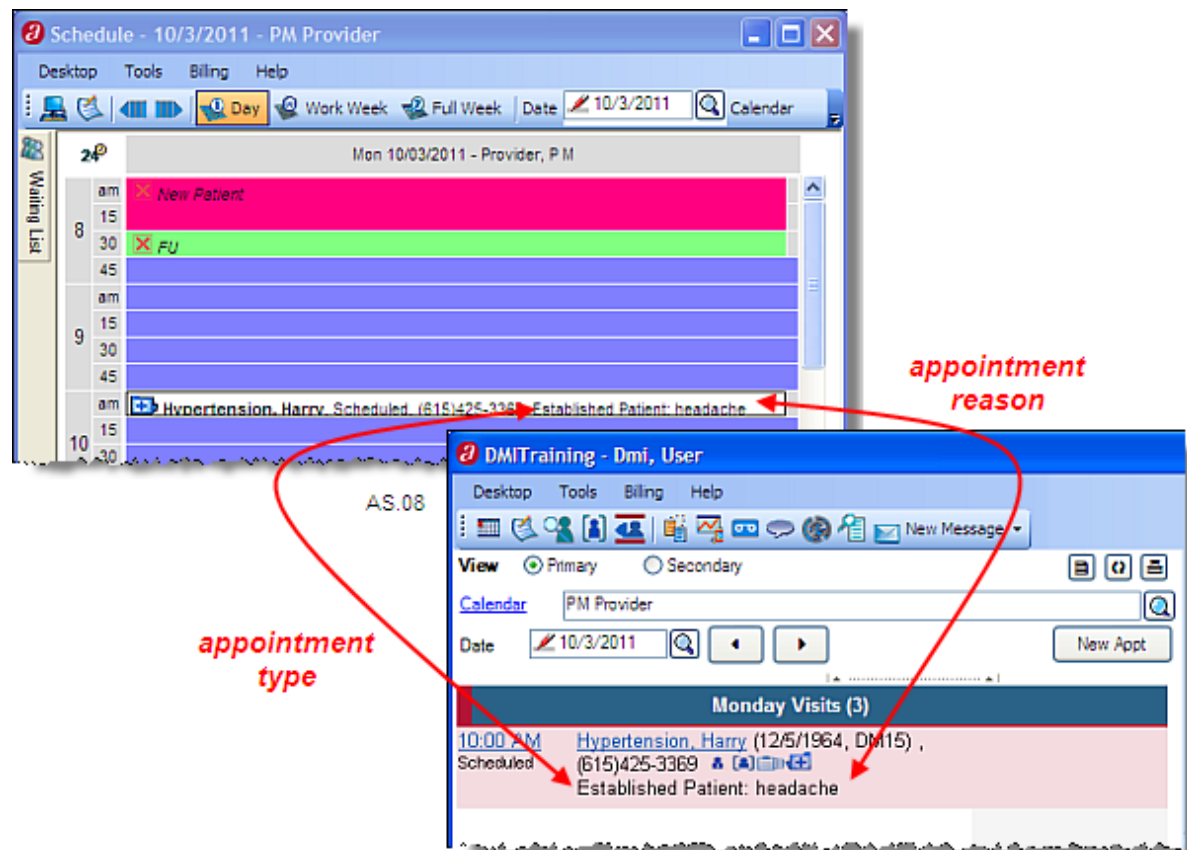 Schedule - 10/3/2011 - PM Provider
Desktop Tools Billing Help
Day Work Week Full Week Date 10/3/2011 Calendar
Waiting List
24 Mon 10/03/2011 - Provider, P M
8 am New Patient
15
30 FU
45
9 am
15
30
45
10 am Hypertension, Harry, Scheduled, (615)425-3369 Established Patient: headache
15
30
appointment
reason
AS.08
appointment
type
DMITraining - Dmi, User
Desktop Tools Billing Help
New Message
View Primary Secondary
Calendar PM Provider
Date 10/3/2011 New Appt
Monday Visits (3)
10:00 AM Hypertension, Harry (12/5/1964, DM15) ,
Scheduled (615)425-3369
Established Patient: headache